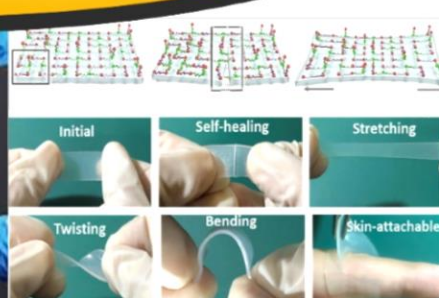 Initial
Self-healing
Stretching
Twisting
Bending
Skin-attachable